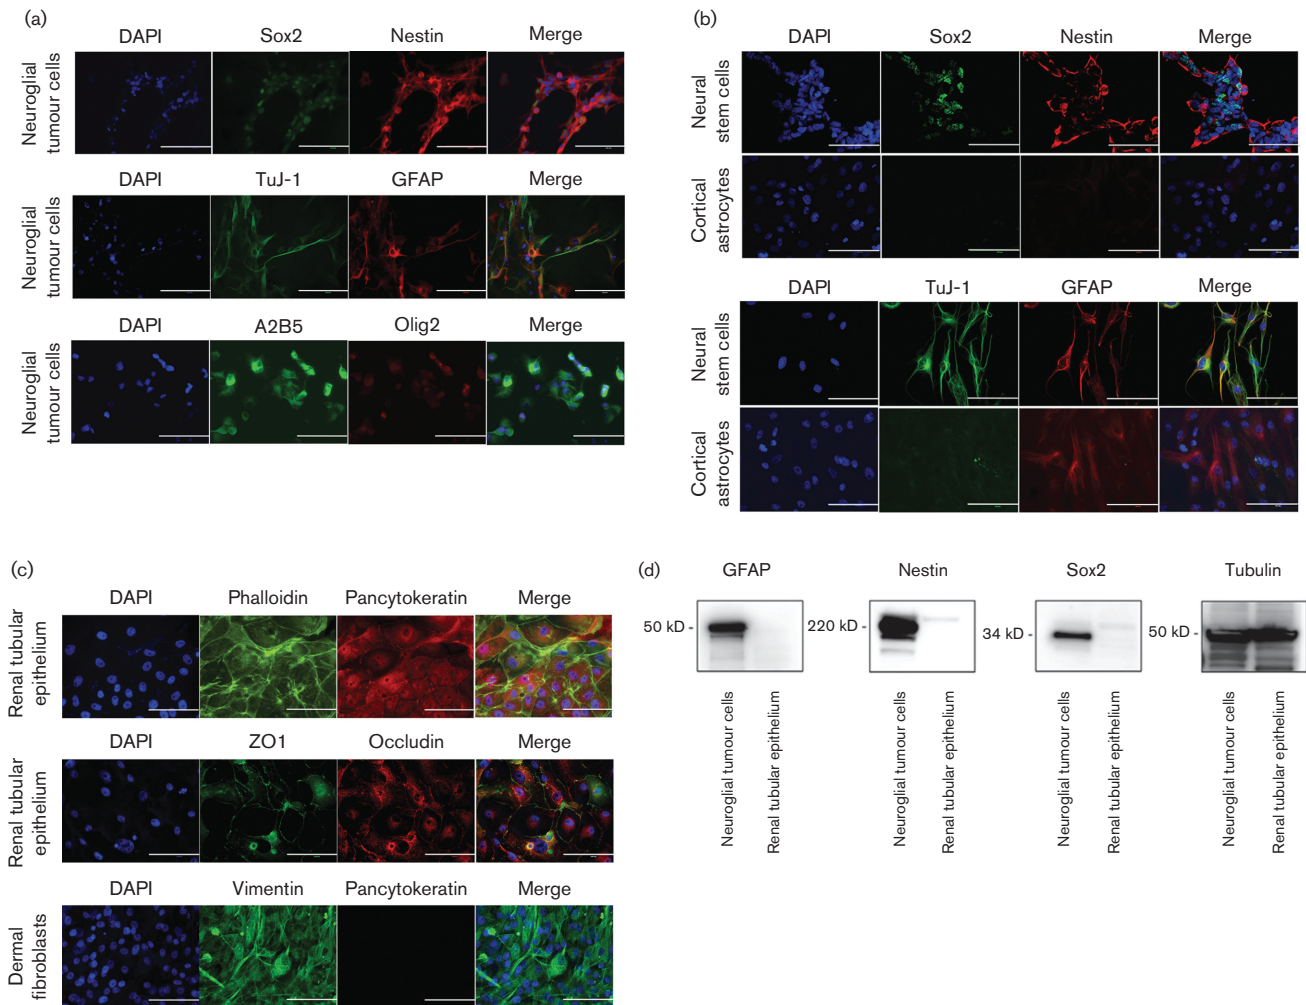 (a)
DAPI Sox2 Nestin Merge
Neuroglial
tumour cells
DAPI TuJ-1 GFAP Merge
Neuroglial
tumour cells
DAPI A2B5 Olig2 Merge
Neuroglial
tumour cells
(b)
DAPI Sox2 Nestin Merge
Neural
stem cells
Cortical
astrocytes
DAPI TuJ-1 GFAP Merge
Neural
stem cells
Cortical
astrocytes
(c)
DAPI Phalloidin Pancytokeratin Merge
Renal tubular
epithelium
DAPI ZO1 Occludin Merge
Renal tubular
epithelium
DAPI Vimentin Pancytokeratin Merge
Dermal
fibroblasts
(d)
GFAP Nestin Sox2 Tubulin
50 kD - 220 kD - 34 kD - 50 kD -
Neuroglial tumour cells
Renal tubular epithelium
Neuroglial tumour cells
Renal tubular epithelium
Neuroglial tumour cells
Renal tubular epithelium
Neuroglial tumour cells
Renal tubular epithelium